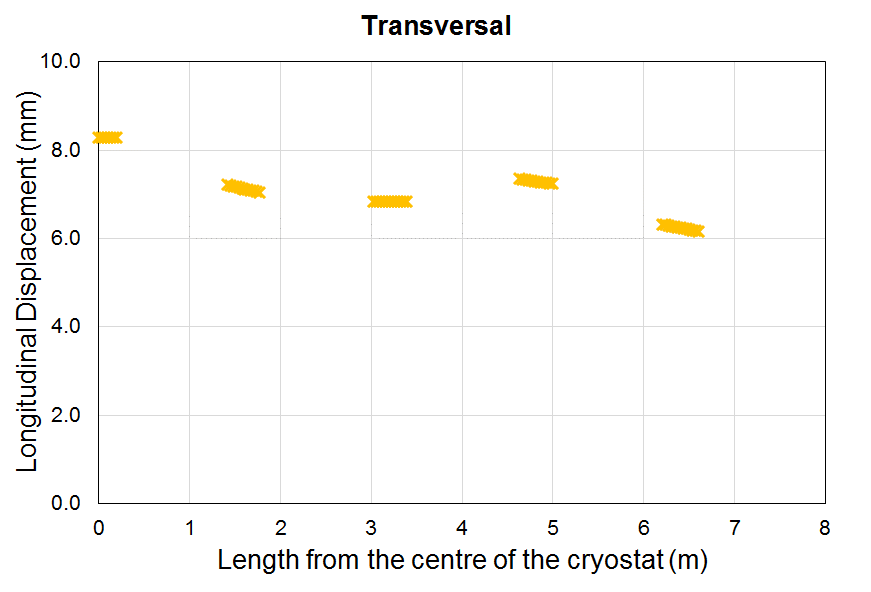 Transversal
Longitudinal Displacement (mm)
10.0
8.0
6.0
4.0
2.0
0.0
0 1 2 3 4 5 6 7 8
Length from the centre of the cryostat (m)